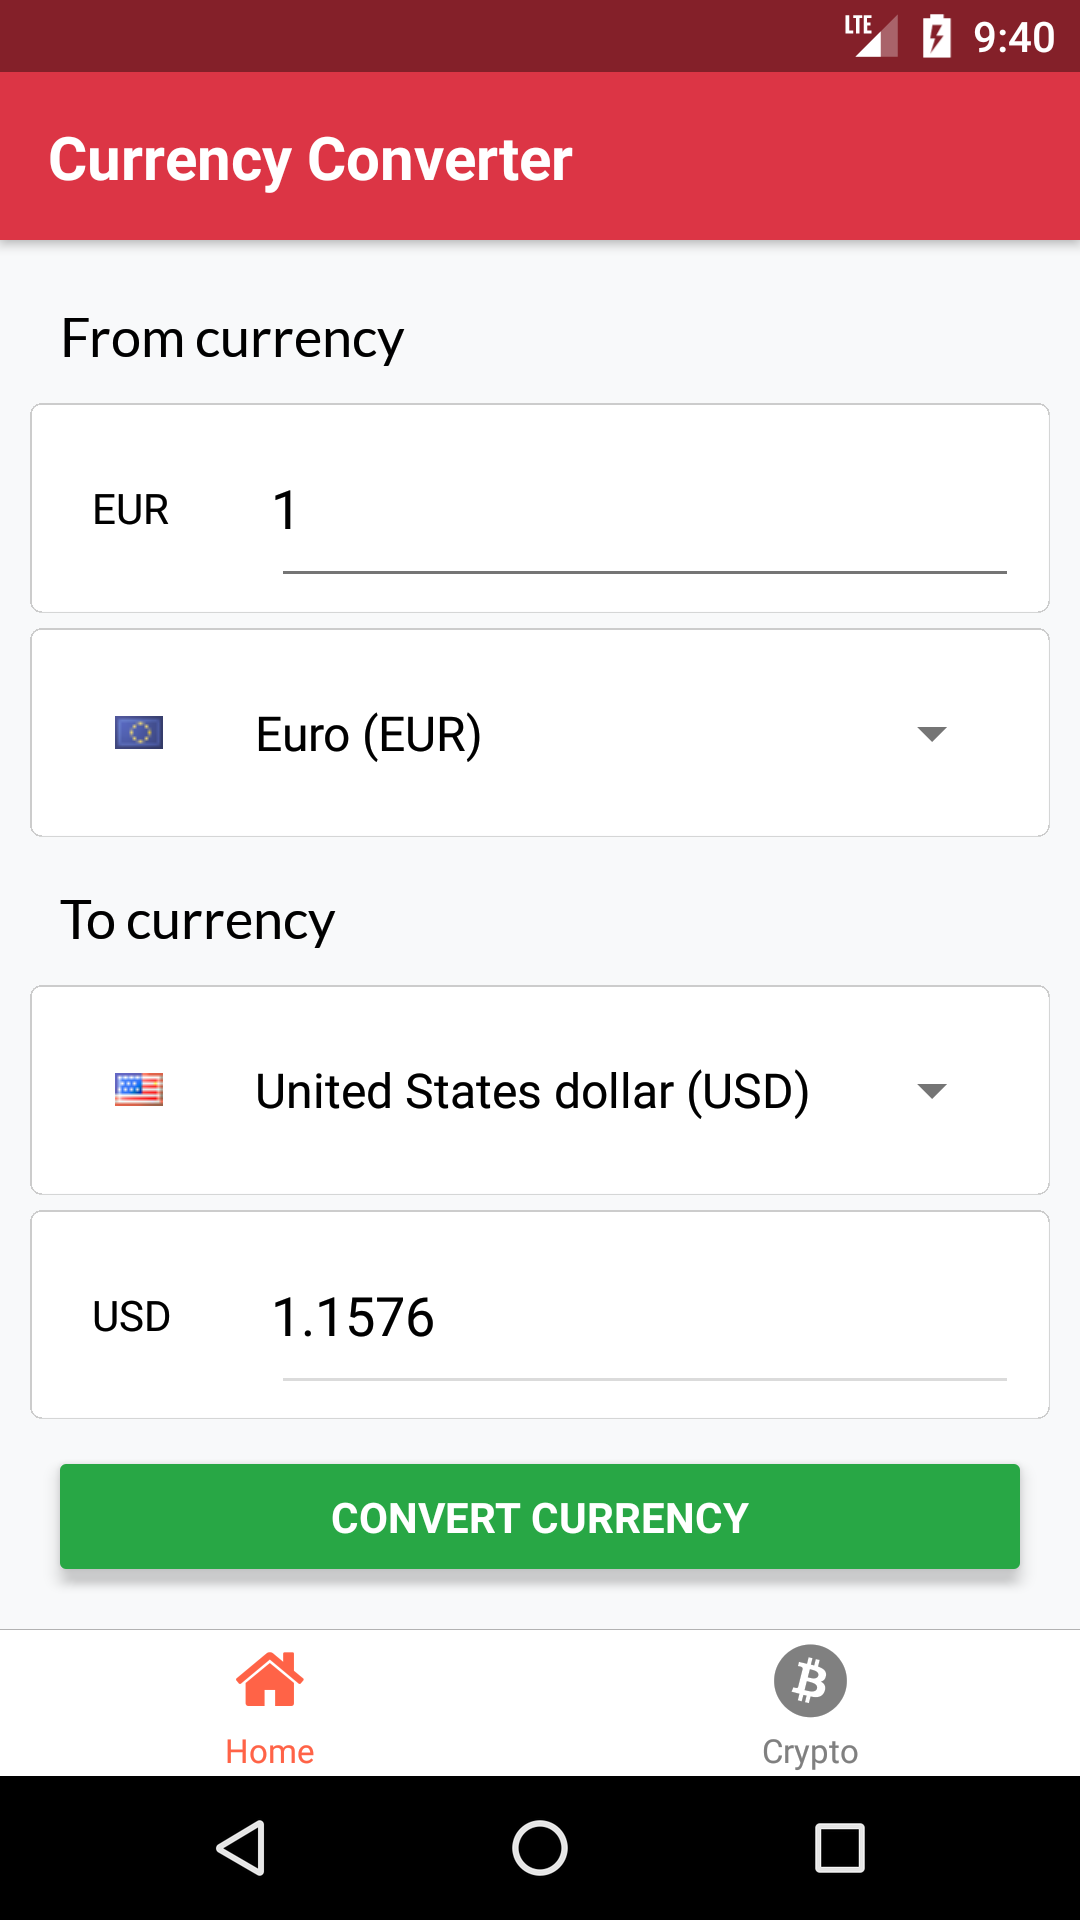 LTE 9:40
Currency Converter
From currency
EUR 1
Euro (EUR)
To currency
United States dollar (USD)
USD 1.1576
CONVERT CURRENCY
Home Crypto